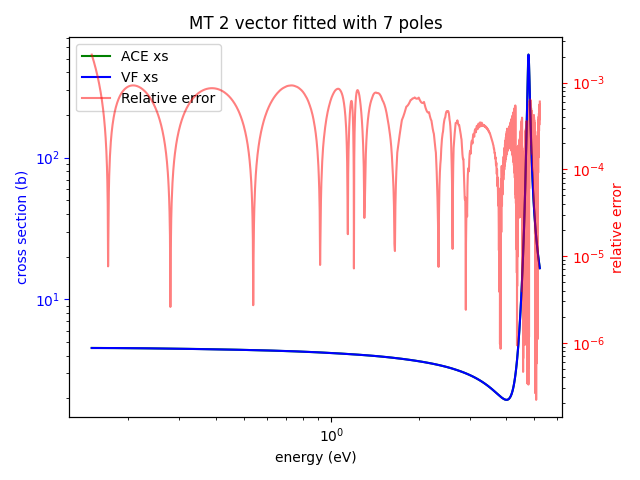 MT 2 vector fitted with 7 poles
ACE xs
VF xs
Relative error
cross section (b)
10²
10¹
10⁻³
10⁻⁴
10⁻⁵
10⁻⁶
relative error
10⁰
energy (eV)